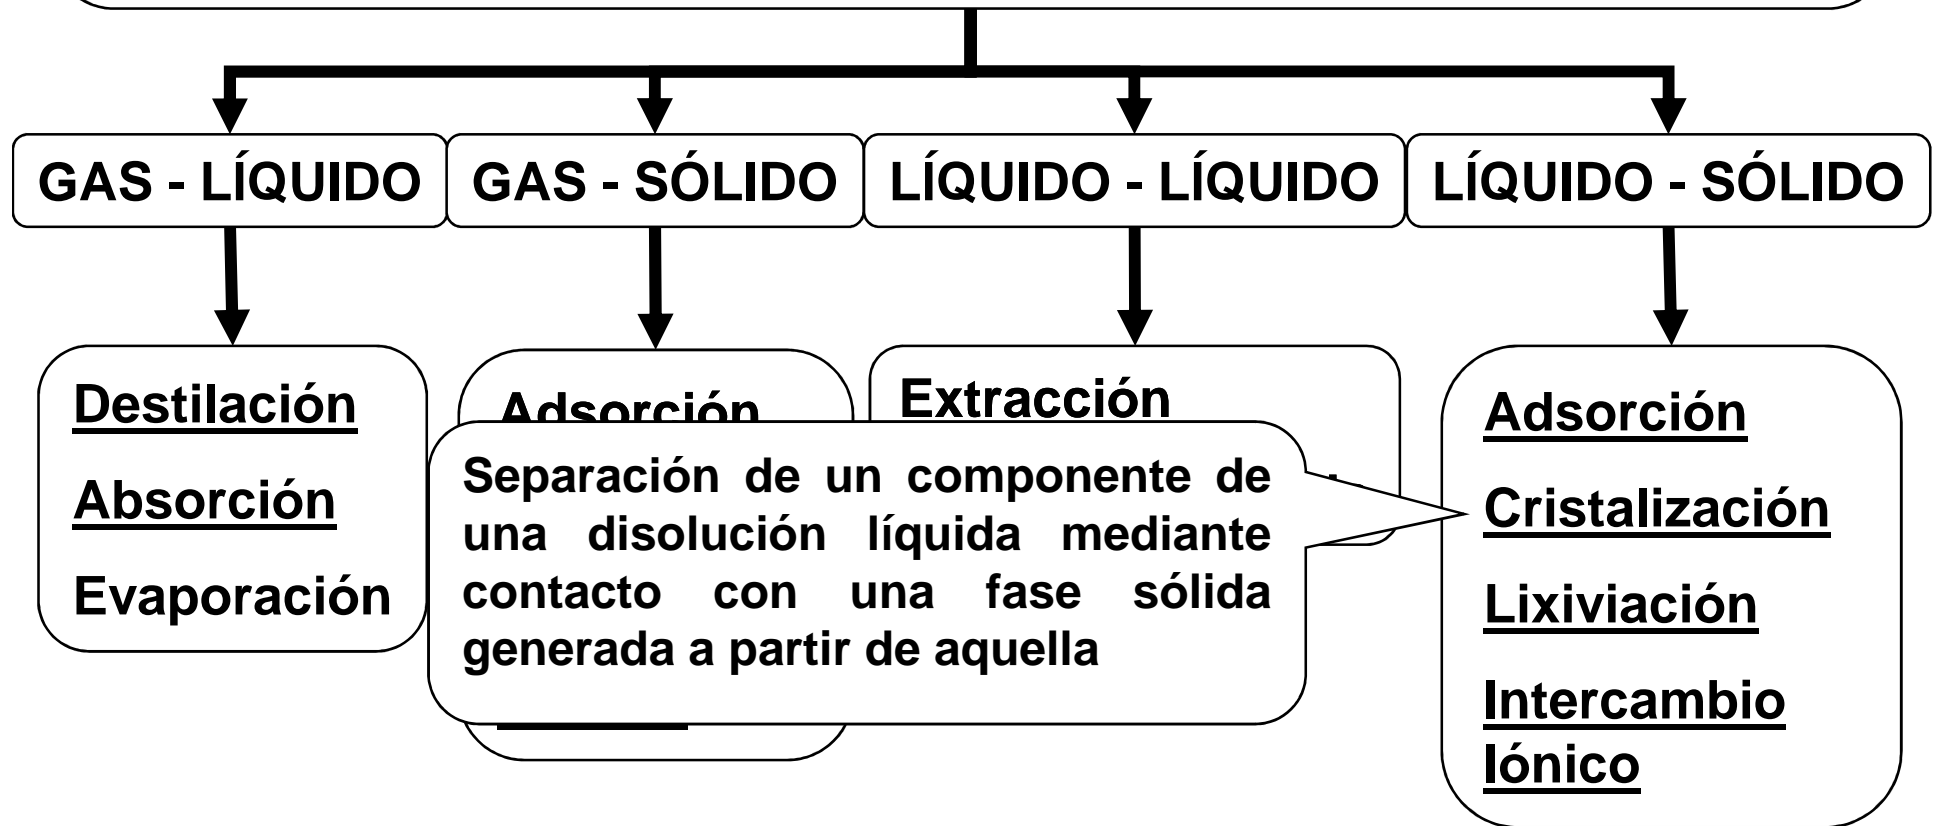 GAS - LÍQUIDO
GAS - SÓLIDO
LÍQUIDO - LÍQUIDO
LÍQUIDO - SÓLIDO
Destilación
Absorción
Evaporación
Adsorción
Extracción
Separación de un componente de
una disolución líquida mediante
contacto con una fase sólida
generada a partir de aquella
Adsorción
Cristalización
Lixiviación
Intercambio
Iónico